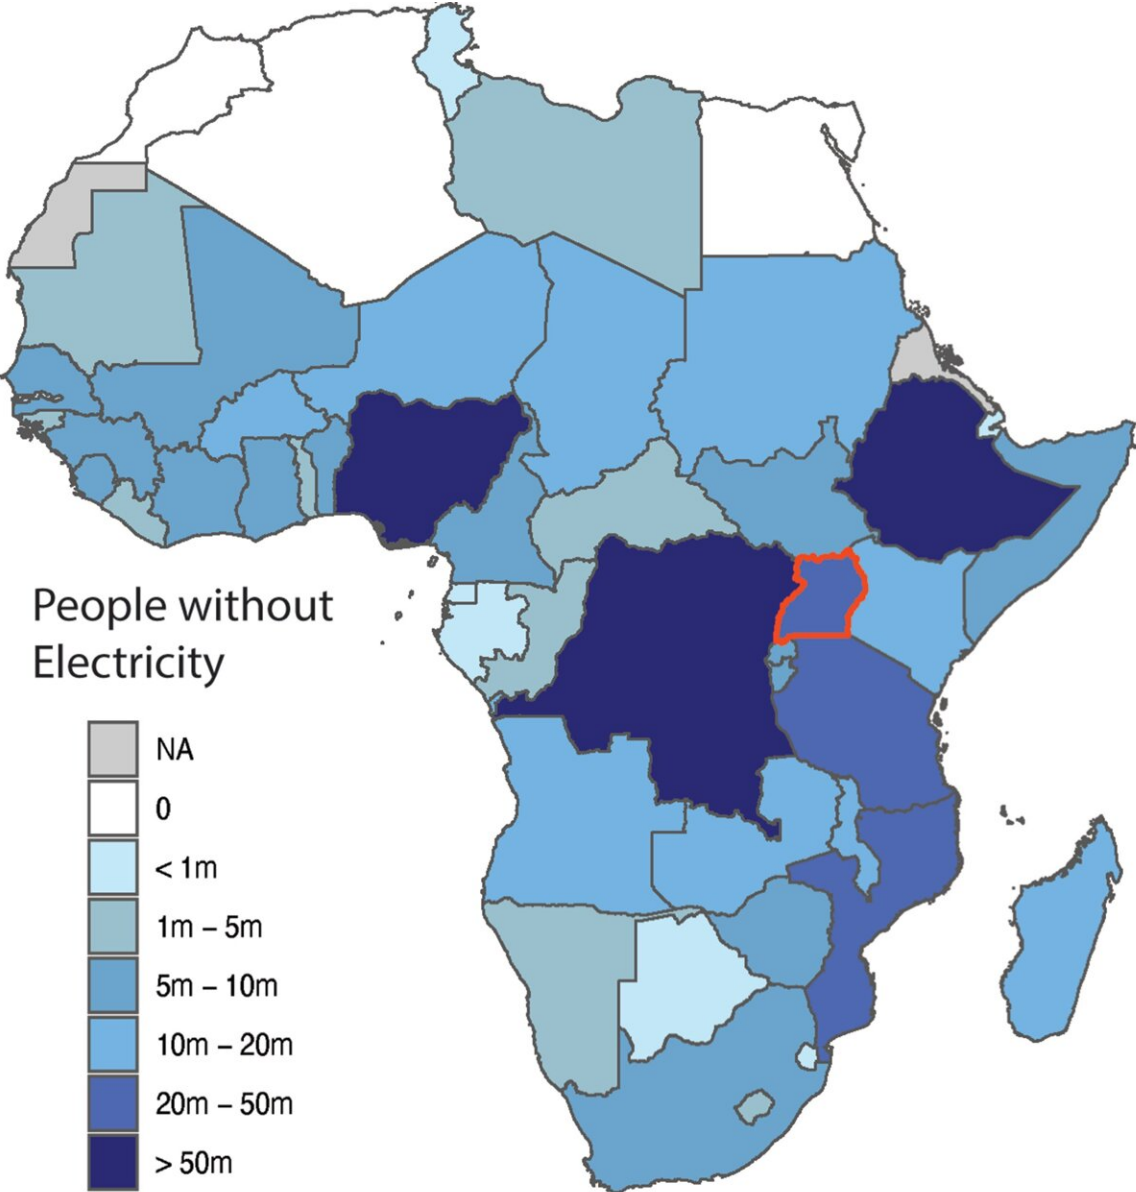 People without
Electricity
NA
0
< 1m
1m – 5m
5m – 10m
10m – 20m
20m – 50m
> 50m